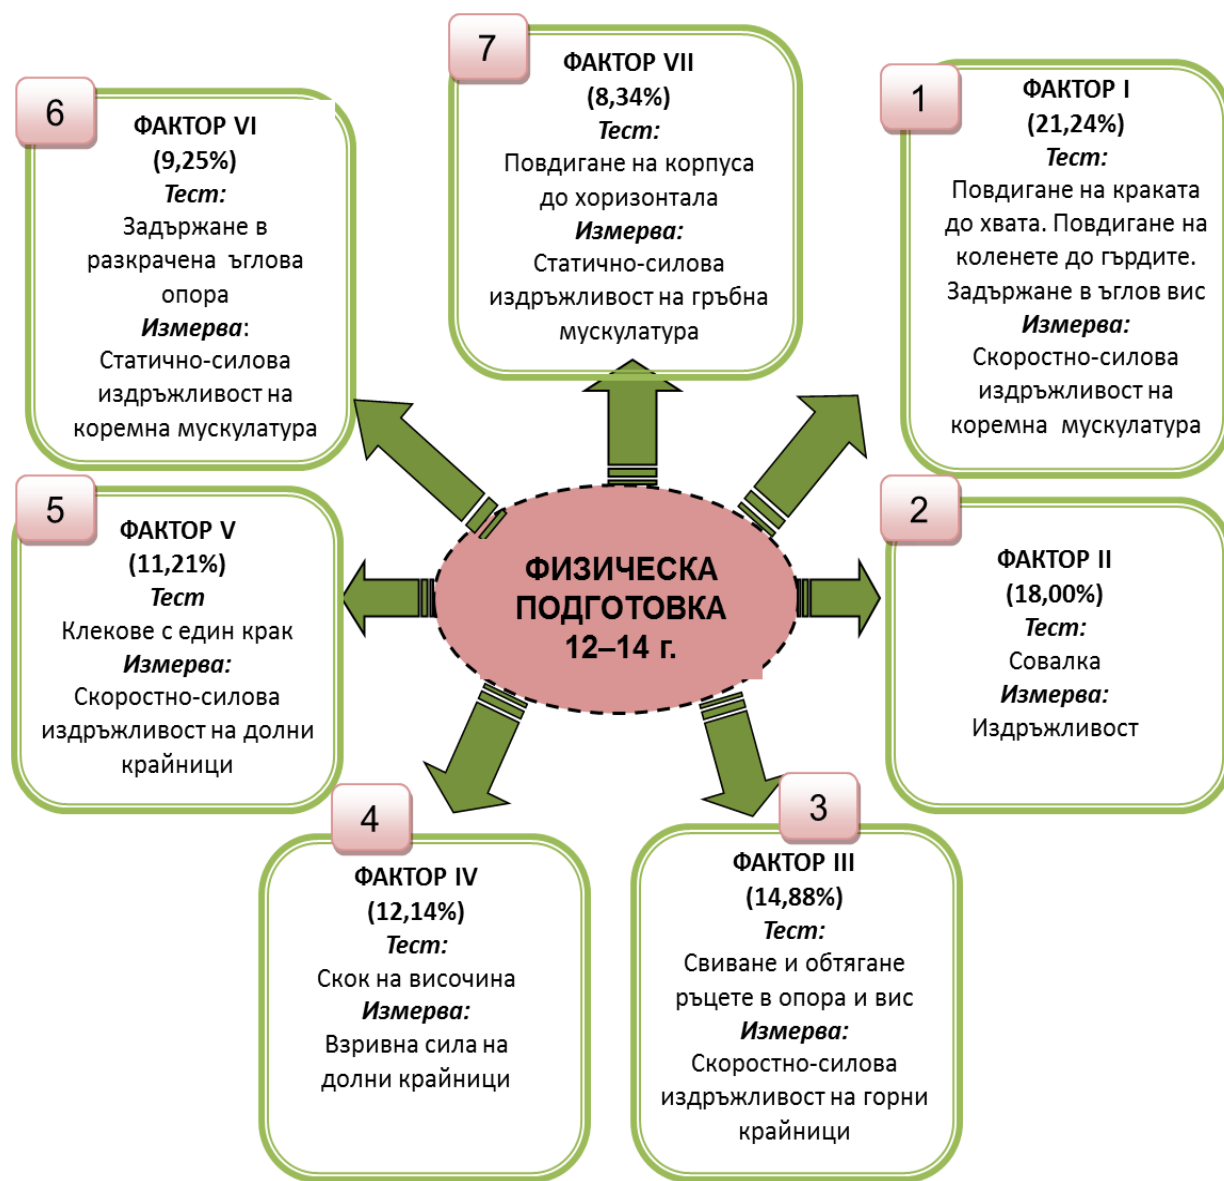 1
ФАКТОР I
(21,24%)
Тест:
Повдигане на краката
до хвата. Повдигане на
коленете до гърдите.
Задържане в ъглов вис
Измерва:
Скоростно-силова
издръжливост на
коремна мускулатура
2
ФАКТОР II
(18,00%)
Тест:
Совалка
Измерва:
Издръжливост
3
ФАКТОР III
(14,88%)
Тест:
Свиване и обтягане
ръцете в опора и вис
Измерва:
Скоростно-силова
издръжливост на горни
крайници
4
ФАКТОР IV
(12,14%)
Тест:
Скок на височина
Измерва:
Взривна сила на
долни крайници
5
ФАКТОР V
(11,21%)
Тест
Клекове с един крак
Измерва:
Скоростно-силова
издръжливост на долни
крайници
6
ФАКТОР VI
(9,25%)
Тест:
Задържане в
разкрачена ъглова
опора
Измерва:
Статично-силова
издръжливост на
коремна мускулатура
7
ФАКТОР VII
(8,34%)
Тест:
Повдигане на корпуса
до хоризонтала
Измерва:
Статично-силова
издръжливост на гръбна
мускулатура
ФИЗИЧЕСКА
ПОДГОТОВКА
12–14 г.